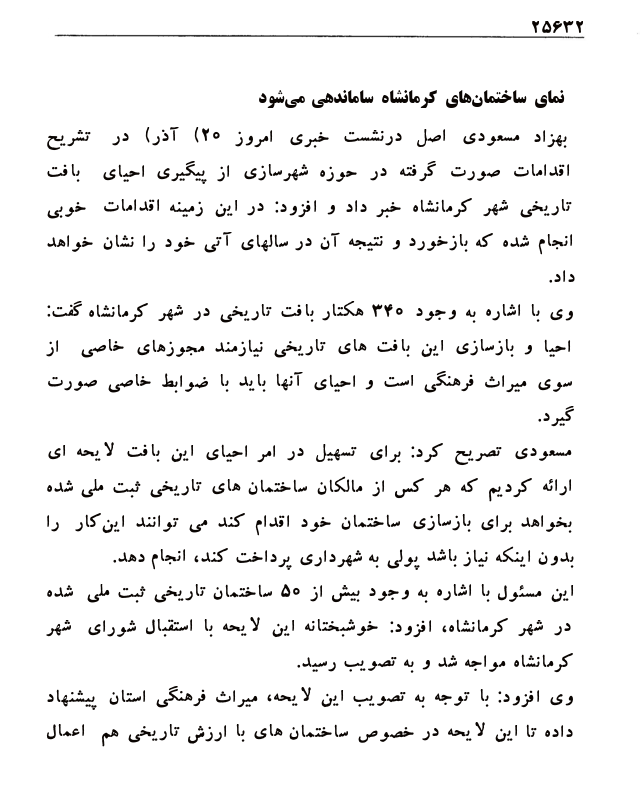 ۲۵۶۳۲
نمای ساختمان‌های کرمانشاه ساماندهی می‌شود
بهزاد مسعودی اصل درنشست خبری امروز ۲۰) آذر) در تشریح
اقدامات صورت گرفته در حوزه شهرسازی از پیگیری احیای بافت
تاریخی شهر کرمانشاه خبر داد و افزود: در این زمینه اقدامات خوبی
انجام شده که بازخورد و نتیجه آن در سالهای آتی خود را نشان خواهد
داد.
وی با اشاره به وجود ۳۴۰ هکتار بافت تاریخی در شهر کرمانشاه گفت:
احیا و بازسازی این بافت های تاریخی نیازمند مجوزهای خاصی از
سوی میراث فرهنگی است و احیای آنها باید با ضوابط خاصی صورت
گیرد.
مسعودی تصریح کرد: برای تسهیل در امر احیای این بافت لایحه ای
ارائه کردیم که هر کس از مالکان ساختمان های تاریخی ثبت ملی شده
بخواهد برای بازسازی ساختمان خود اقدام کند می توانند این‌کار را
بدون اینکه نیاز باشد پولی به شهرداری پرداخت کند، انجام دهد.
این مسئول با اشاره به وجود بیش از ۵۰ ساختمان تاریخی ثبت ملی شده
در شهر کرمانشاه، افزود: خوشبختانه این لایحه با استقبال شورای شهر
کرمانشاه مواجه شد و به تصویب رسید.
وی افزود: با توجه به تصویب این لایحه، میراث فرهنگی استان پیشنهاد
داده تا این لایحه در خصوص ساختمان های با ارزش تاریخی هم اعمال